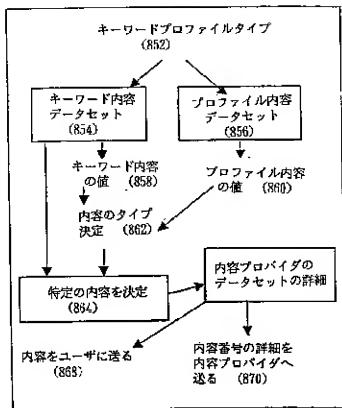 キーワードプロファイルタイプ
(852)
キーワード内容
データセット
(854)
プロファイル内容
データセット
(856)
キーワード内容
の値 (858)
プロファイル内容
の値 (860)
内容のタイプ
決定 (862)
内容プロバイダの
データセットの詳細
特定の内容を決定
(864)
内容をユーザに送る
(868)
内容番号の詳細を
内容プロバイダへ
送る (870)